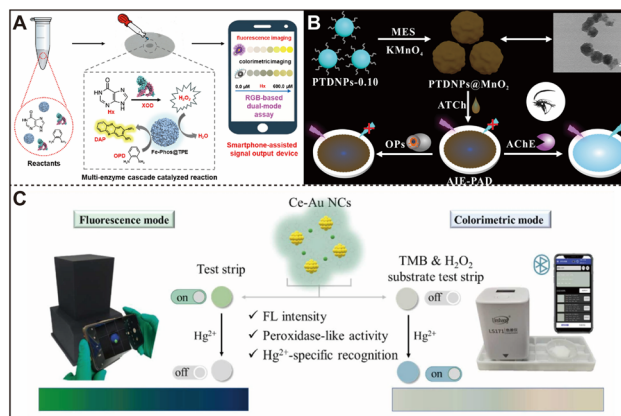 A
fluorescence imaging
colorimetric imaging
0.0 μM Hx 600.0 μM
RGB-based
dual-mode
assay
Hx
XOD
H₂O₂
DAP
OPD
Fe-Phos@TPE
H₂O
Reactants
Multi-enzyme cascade catalyzed reaction
Smartphone-assisted
signal output device
B
PTDNPs-0.10
MES
KMnO₄
PTDNPs@MnO₂
ATCh
OPs
AChE
AIE-PAD
C
Fluorescence mode
Ce-Au NCs
Colorimetric mode
Test strip
on
Hg²⁺
off
✓ FL intensity
✓ Peroxidase-like activity
✓ Hg²⁺-specific recognition
TMB & H₂O₂
substrate test strip
off
Hg²⁺
on